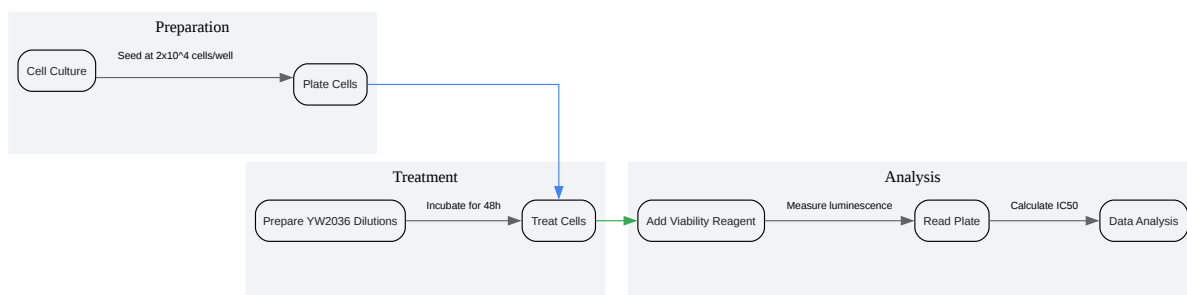 Preparation
Seed at 2x10^4 cells/well
Cell Culture
Plate Cells
Treatment
Incubate for 48h
Prepare YW2036 Dilutions
Treat Cells
Analysis
Measure luminescence
Calculate IC50
Add Viability Reagent
Read Plate
Data Analysis